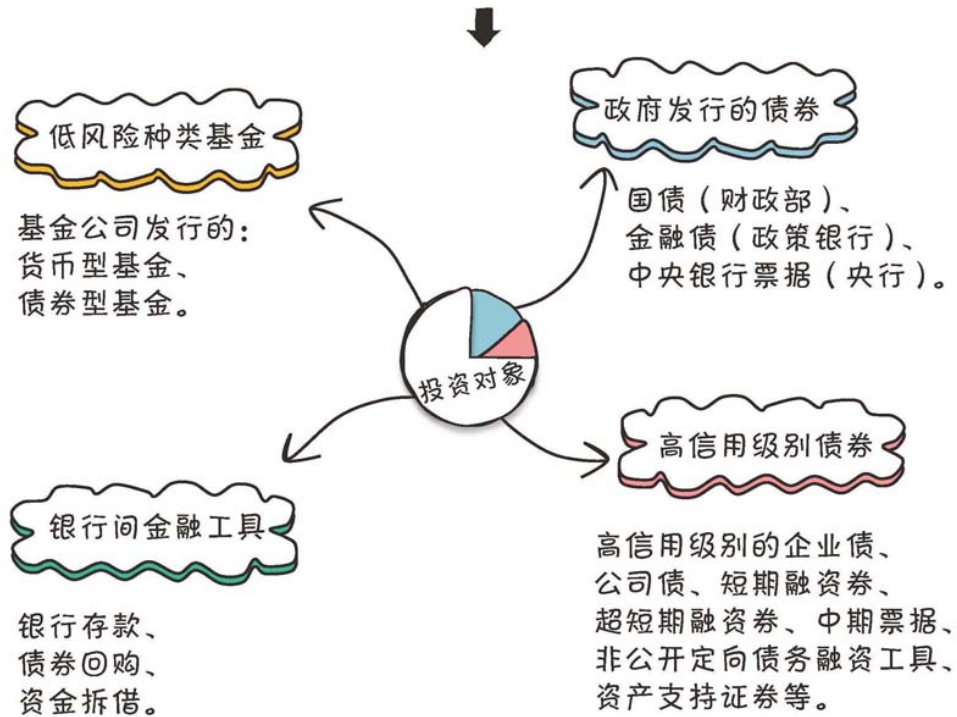 低风险种类基金
基金公司发行的：
货币型基金、
债券型基金。
政府发行的债券
国债（财政部）、
金融债（政策银行）、
中央银行票据（央行）。
投资对象
银行间金融工具
银行存款、
债券回购、
资金拆借。
高信用级别债券
高信用级别的企业债、
公司债、短期融资券、
超短期融资券、中期票据、
非公开定向债务融资工具、
资产支持证券等。